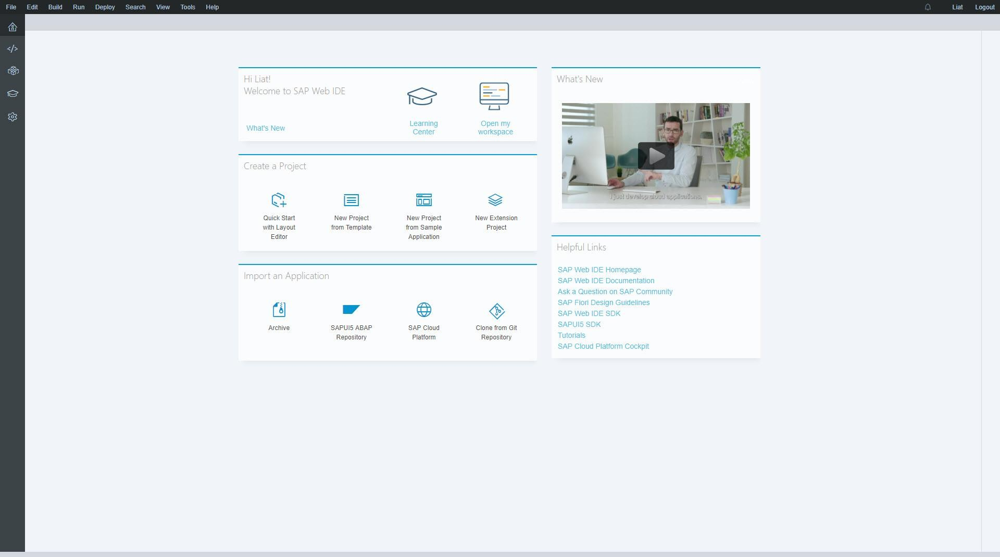 File Edit Build Run Deploy Search View Tools Help Liat Logout
Hi Liat!
Welcome to SAP Web IDE
What's New
Learning
Center
Open my
workspace
Create a Project
Quick Start
with Layout
Editor
New Project
from Template
New Project
from Sample
Application
New Extension
Project
Import an Application
Archive
SAPUI5 ABAP
Repository
SAP Cloud
Platform
Clone from Git
Repository
What's New
I just develop cloud applications.
Helpful Links
SAP Web IDE Homepage
SAP Web IDE Documentation
Ask a Question on SAP Community
SAP Fiori Design Guidelines
SAP Web IDE SDK
SAPUI5 SDK
Tutorials
SAP Cloud Platform Cockpit